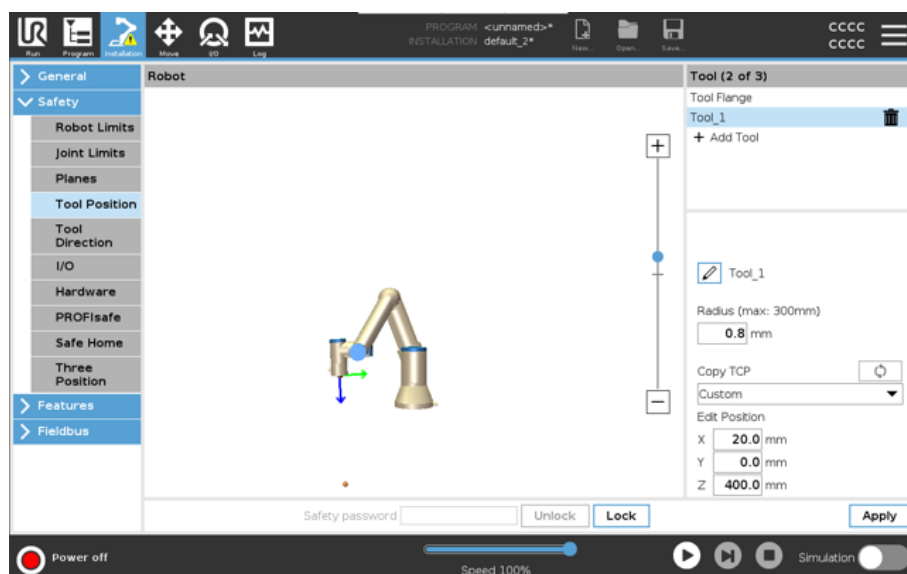 PROGRAM <unnamed>*
INSTALLATION default_2*
CCCC
CCCC
Run Program Installation Move I/O Log New... Open... Save...
General
Safety
Robot Limits
Joint Limits
Planes
Tool Position
Tool
Direction
I/O
Hardware
PROFIsafe
Safe Home
Three
Position
Features
Fieldbus
Robot
Tool (2 of 3)
Tool Flange
Tool_1
+ Add Tool
Tool_1
Radius (max: 300mm)
0.8 mm
Copy TCP
Custom
Edit Position
X 20.0 mm
Y 0.0 mm
Z 400.0 mm
Safety password Unlock Lock Apply
Power off
Speed 100%
Simulation